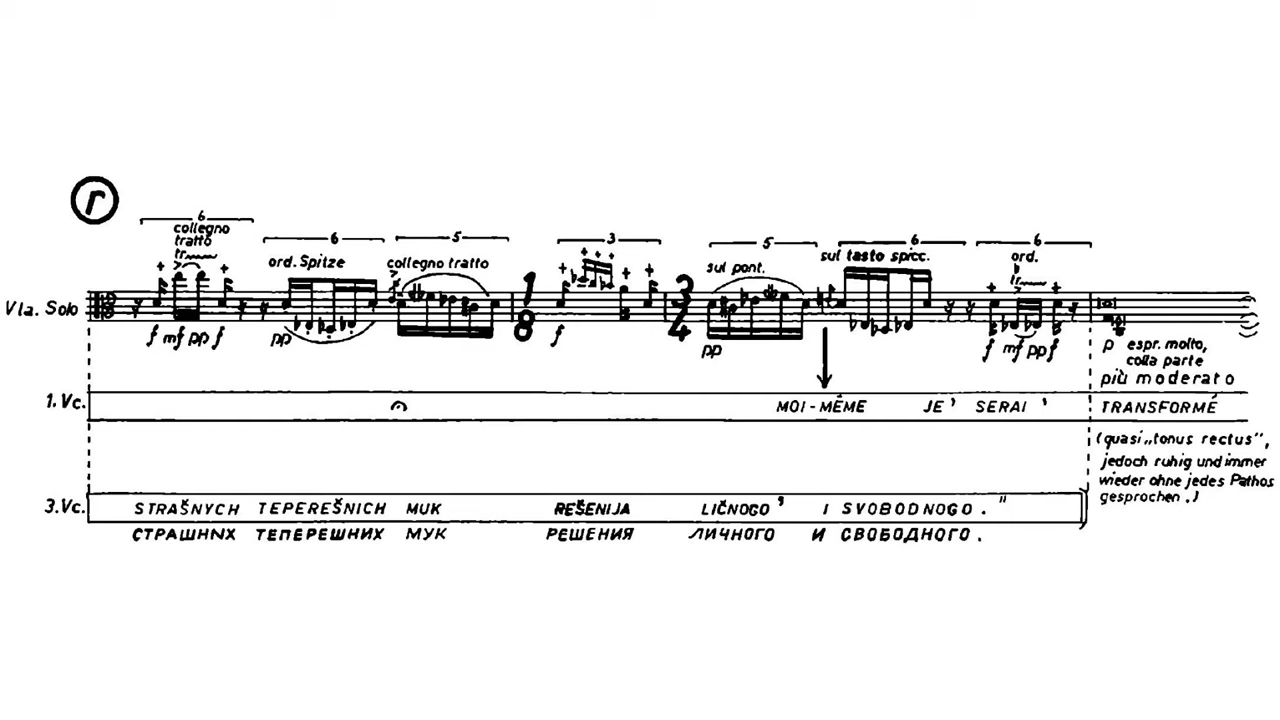 r
6
collegno
tratto
tr
6
ord. Spitze
5
collegno tratto
3
5
sul pont.
6
sul tasto spicc.
6
ord.
tr
Vla. Solo
1
8
3
4
f mf pp f
pp
f
pp
f mf pp f
p espr. molto,
colla parte
più moderato
1. Vc.
MOI-MÊME JE' SERAI ' TRANSFORMÉ
(quasi „tonus rectus",
jedoch ruhig und immer
wieder ohne jedes Pathos
gesprochen.)
3. Vc.
STRAŠNYCH TEPEREŠNICH MUK REŠENIJA LIČNOGO ' I SVOBODNOGO."
СТРАШНЫХ ТЕПЕРЕШНИХ МУК РЕШЕНИЯ ЛИЧНОГО И СВОБОДНОГО.